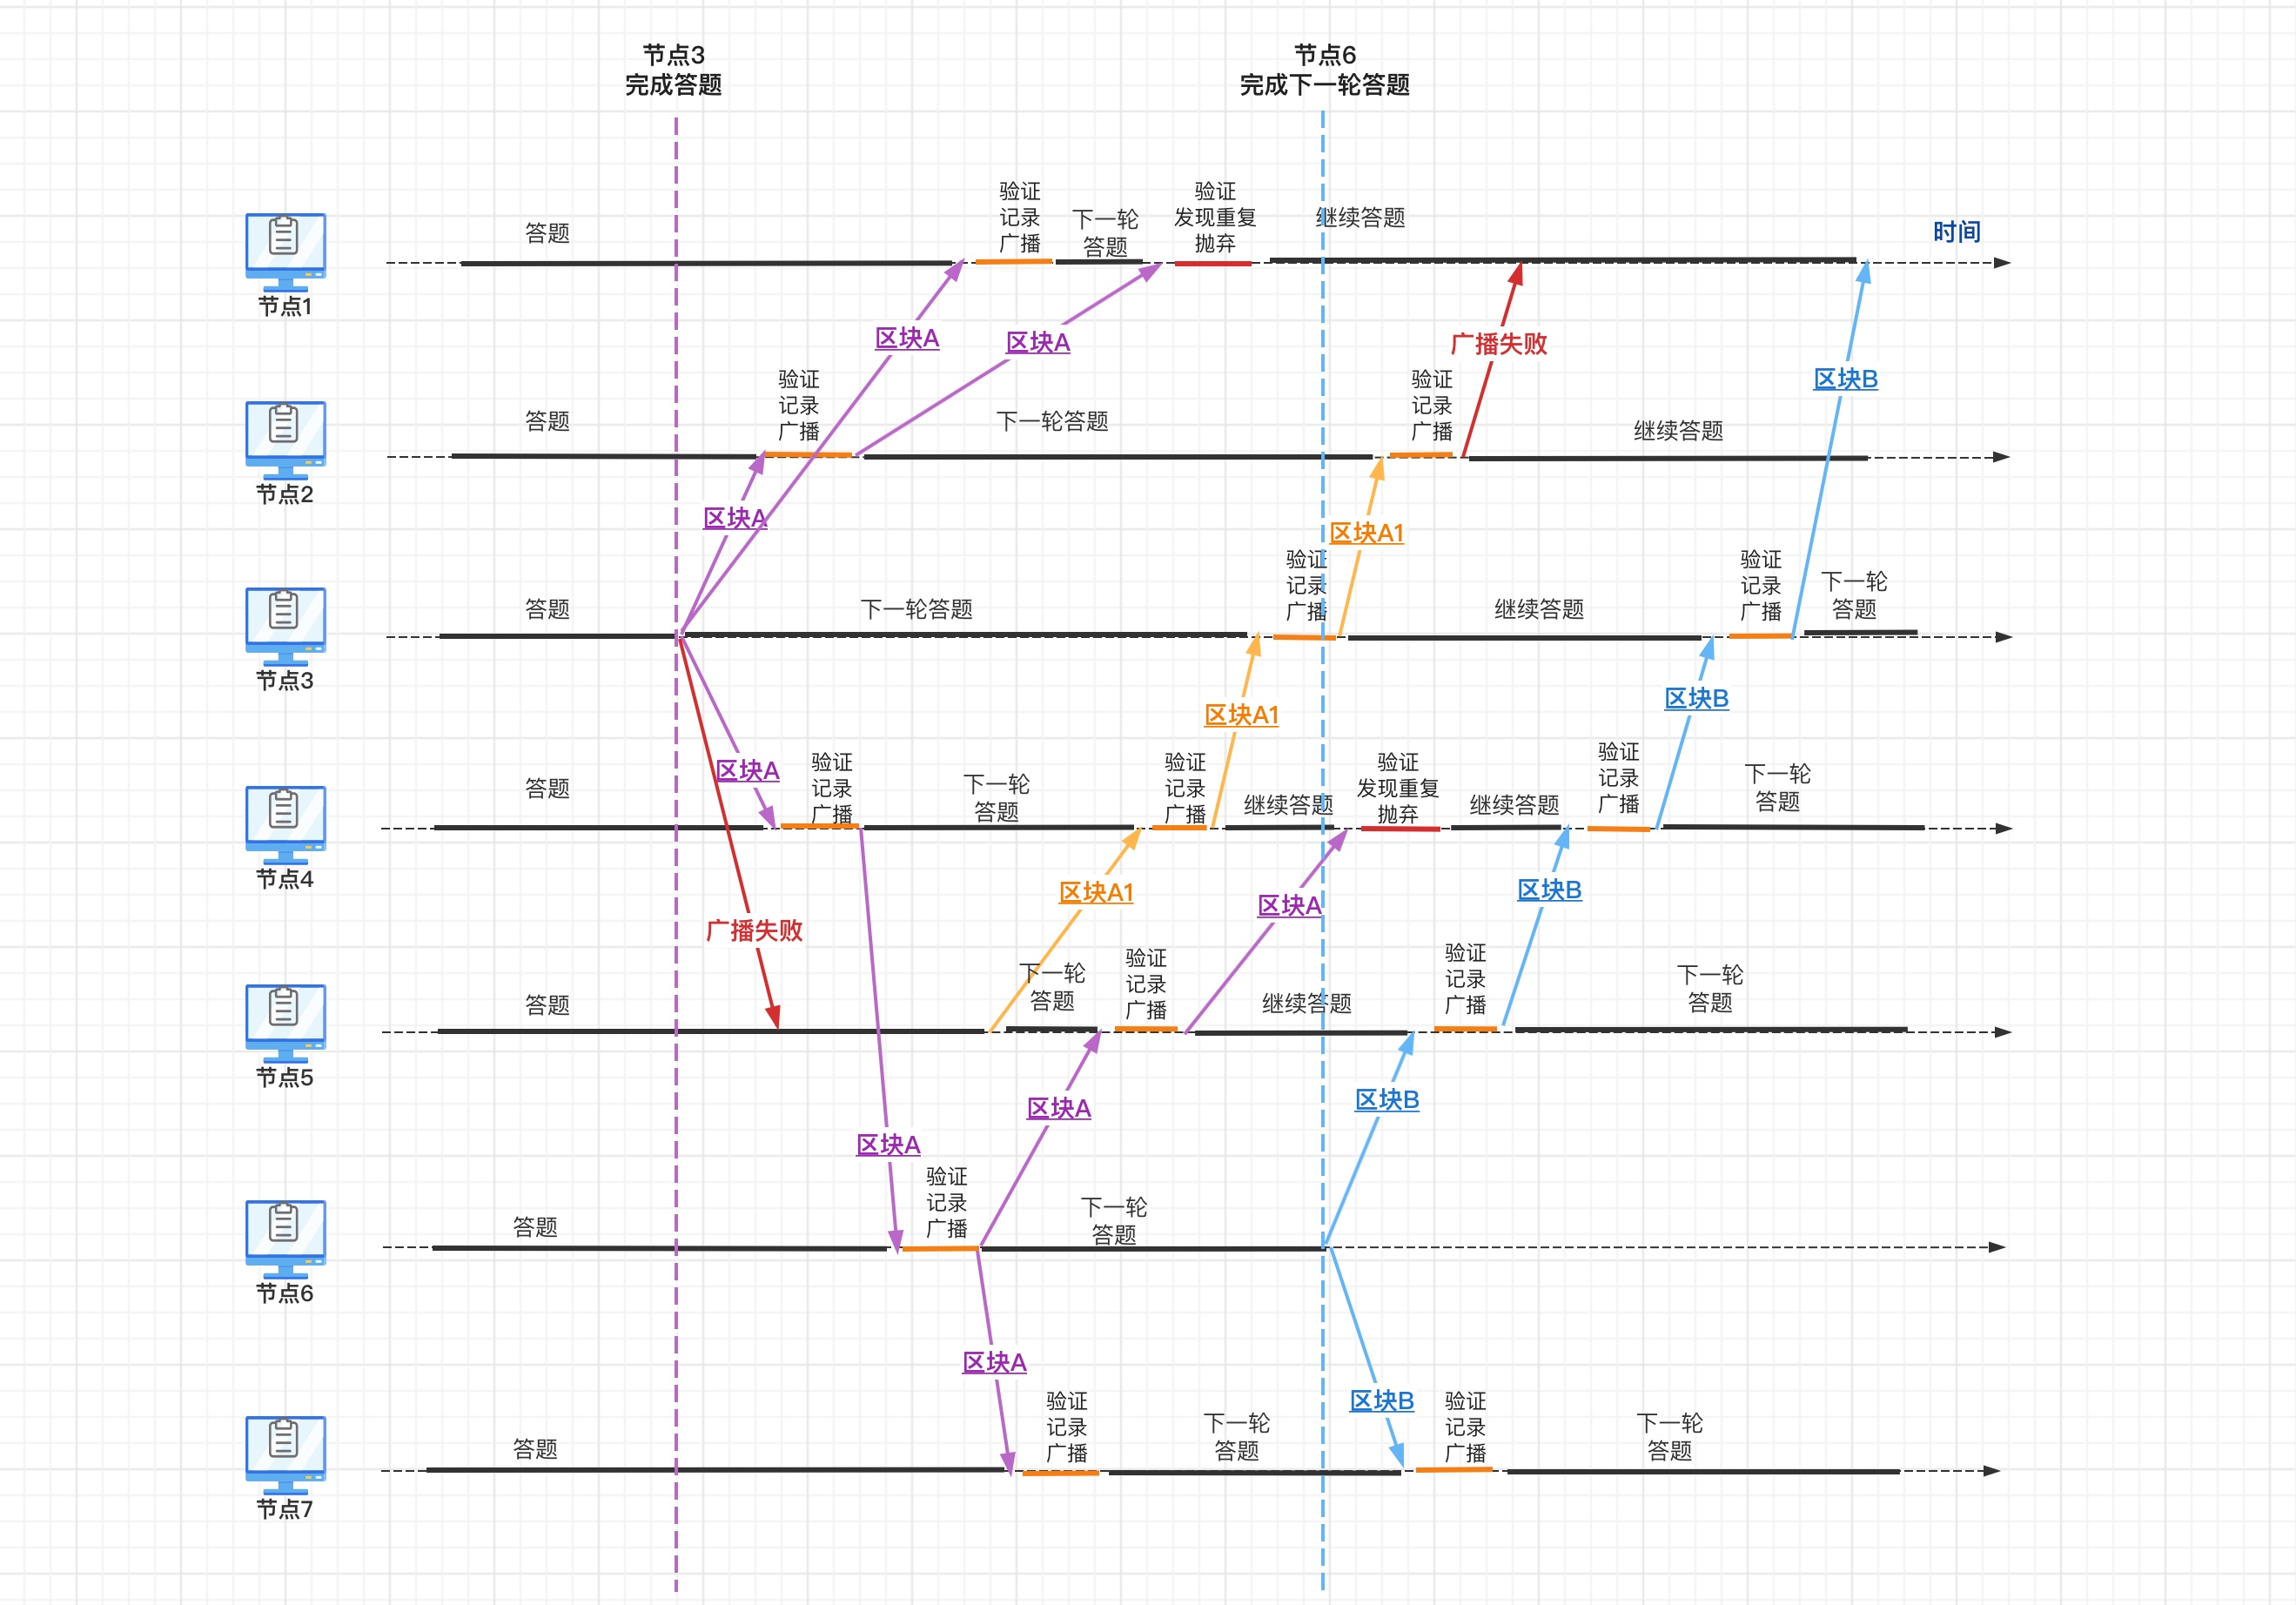 节点3
完成答题
节点6
完成下一轮答题
验证
记录
广播
下一轮
答题
验证
发现重复
抛弃
继续答题
时间
答题
节点1
区块A
区块A
广播失败
区块B
答题
验证
记录
广播
下一轮答题
验证
记录
广播
继续答题
节点2
区块A
区块A1
答题
下一轮答题
验证
记录
广播
继续答题
验证
记录
广播
下一轮
答题
节点3
区块A1
区块B
区块A
答题
验证
记录
广播
下一轮
答题
验证
记录
广播
继续答题
验证
发现重复
抛弃
继续答题
验证
记录
广播
下一轮
答题
节点4
广播失败
区块A1
区块A
区块B
答题
下一轮
答题
验证
记录
广播
继续答题
验证
记录
广播
下一轮
答题
节点5
区块A
区块A
区块B
答题
验证
记录
广播
下一轮
答题
节点6
区块A
区块B
答题
验证
记录
广播
下一轮
答题
验证
记录
广播
下一轮
答题
节点7